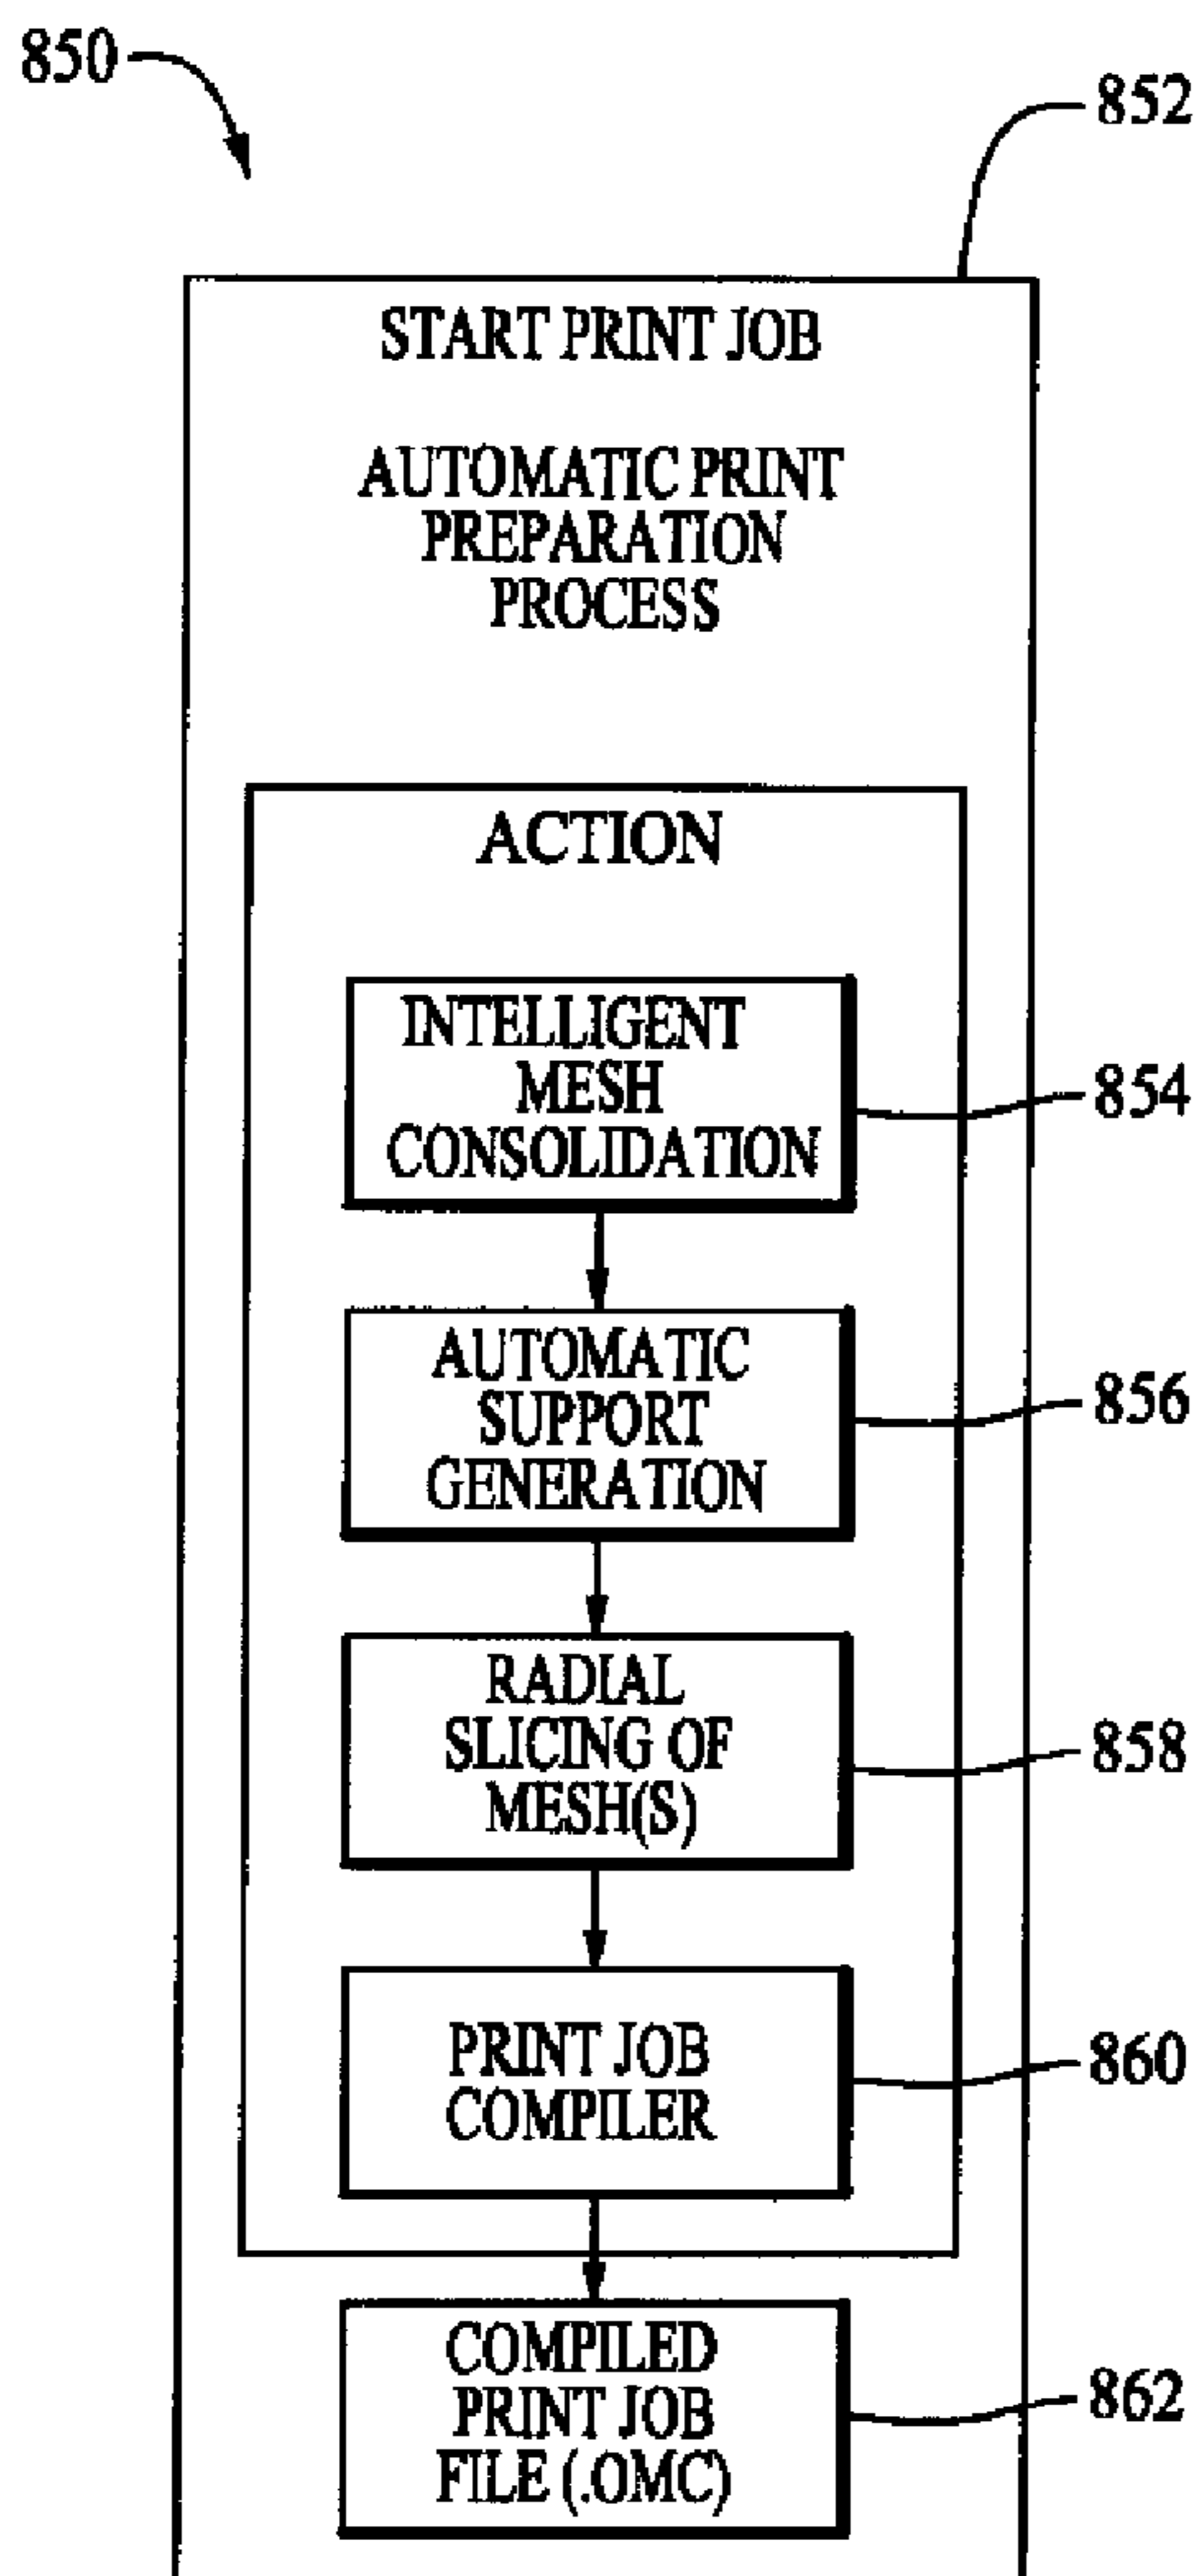 850
852
START PRINT JOB
AUTOMATIC PRINT
PREPARATION
PROCESS
ACTION
INTELLIGENT
MESH
CONSOLIDATION
854
AUTOMATIC
SUPPORT
GENERATION
856
RADIAL
SLICING OF
MESH(S)
858
PRINT JOB
COMPILER
860
COMPILED
PRINT JOB
FILE (.OMC)
862